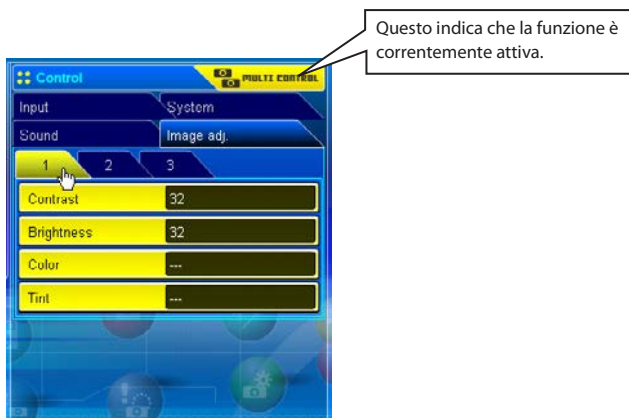 Questo indica che la funzione è
correntemente attiva.
Control
MULTI CONTROL
Input
System
Sound
Image adj.
1 2 3
Contrast 32
Brightness 32
Color ---
Tint ---